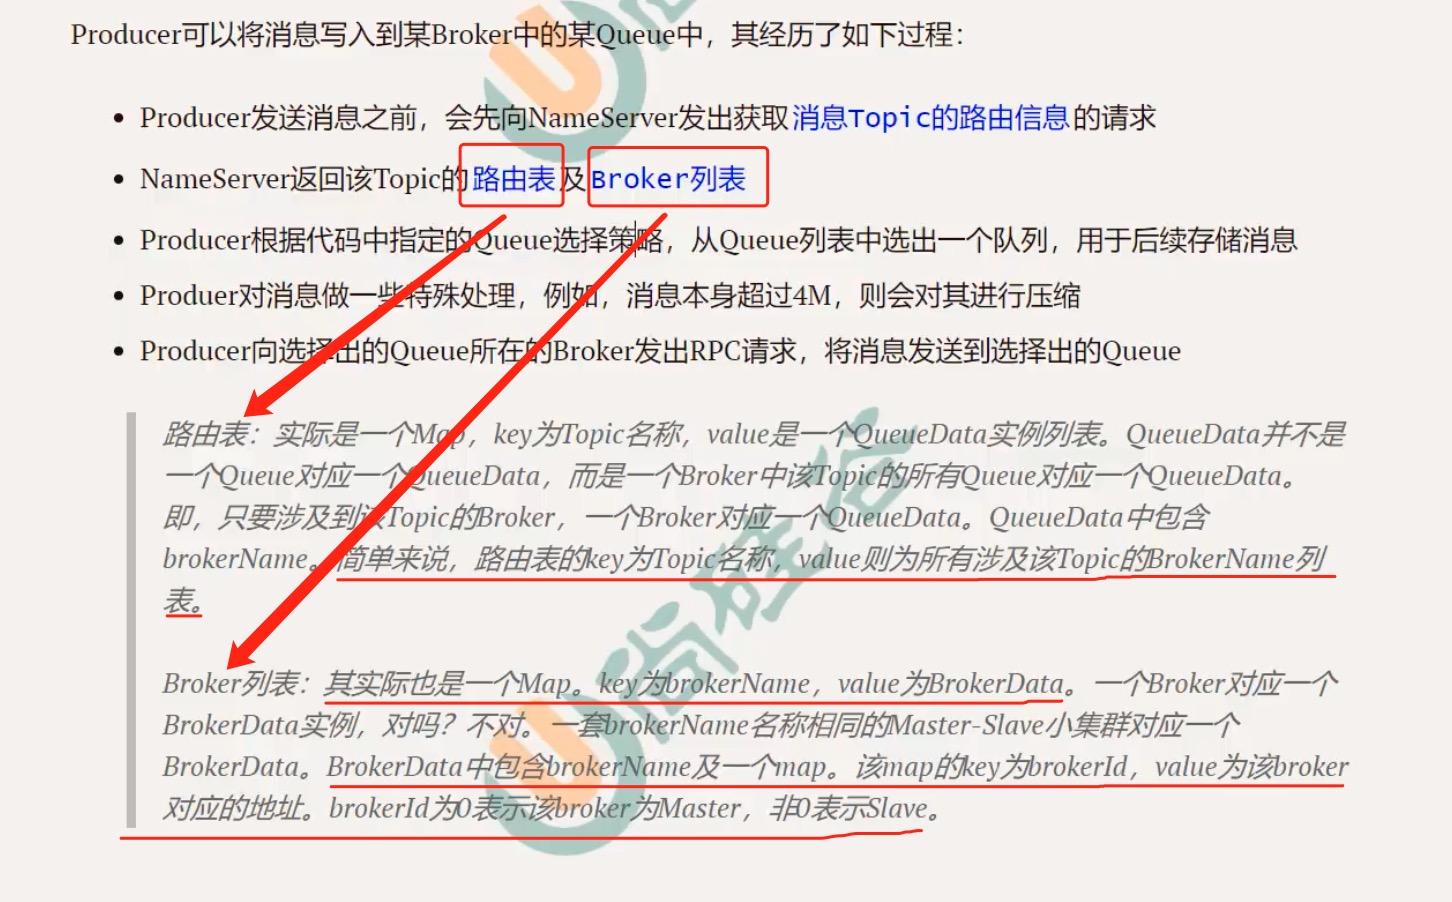 Producer可以将消息写入到某Broker中的某Queue中，其经历了如下过程：
Producer发送消息之前，会先向NameServer发出获取消息Topic的路由信息的请求
NameServer返回该Topic的路由表及Broker列表
Producer根据代码中指定的Queue选择策略，从Queue列表中选出一个队列，用于后续存储消息
Produer对消息做一些特殊处理，例如，消息本身超过4M，则会对其进行压缩
Producer向选择出的Queue所在的Broker发出RPC请求，将消息发送到选择出的Queue
路由表：实际是一个Map，key为Topic名称，value是一个QueueData实例列表。QueueData并不是
一个Queue对应一个QueueData，而是一个Broker中该Topic的所有Queue对应一个QueueData。
即，只要涉及到该Topic的Broker，一个Broker对应一个QueueData。QueueData中包含
brokerName。简单来说，路由表的key为Topic名称，value则为所有涉及该Topic的BrokerName列
表。
Broker列表：其实际也是一个Map。key为brokerName，value为BrokerData。一个Broker对应一个
BrokerData实例，对吗？不对。一套brokerName名称相同的Master-Slave小集群对应一个
BrokerData。BrokerData中包含brokerName及一个map。该map的key为brokerId，value为该broker
对应的地址。brokerId为0表示该broker为Master，非0表示Slave。
尚硅谷